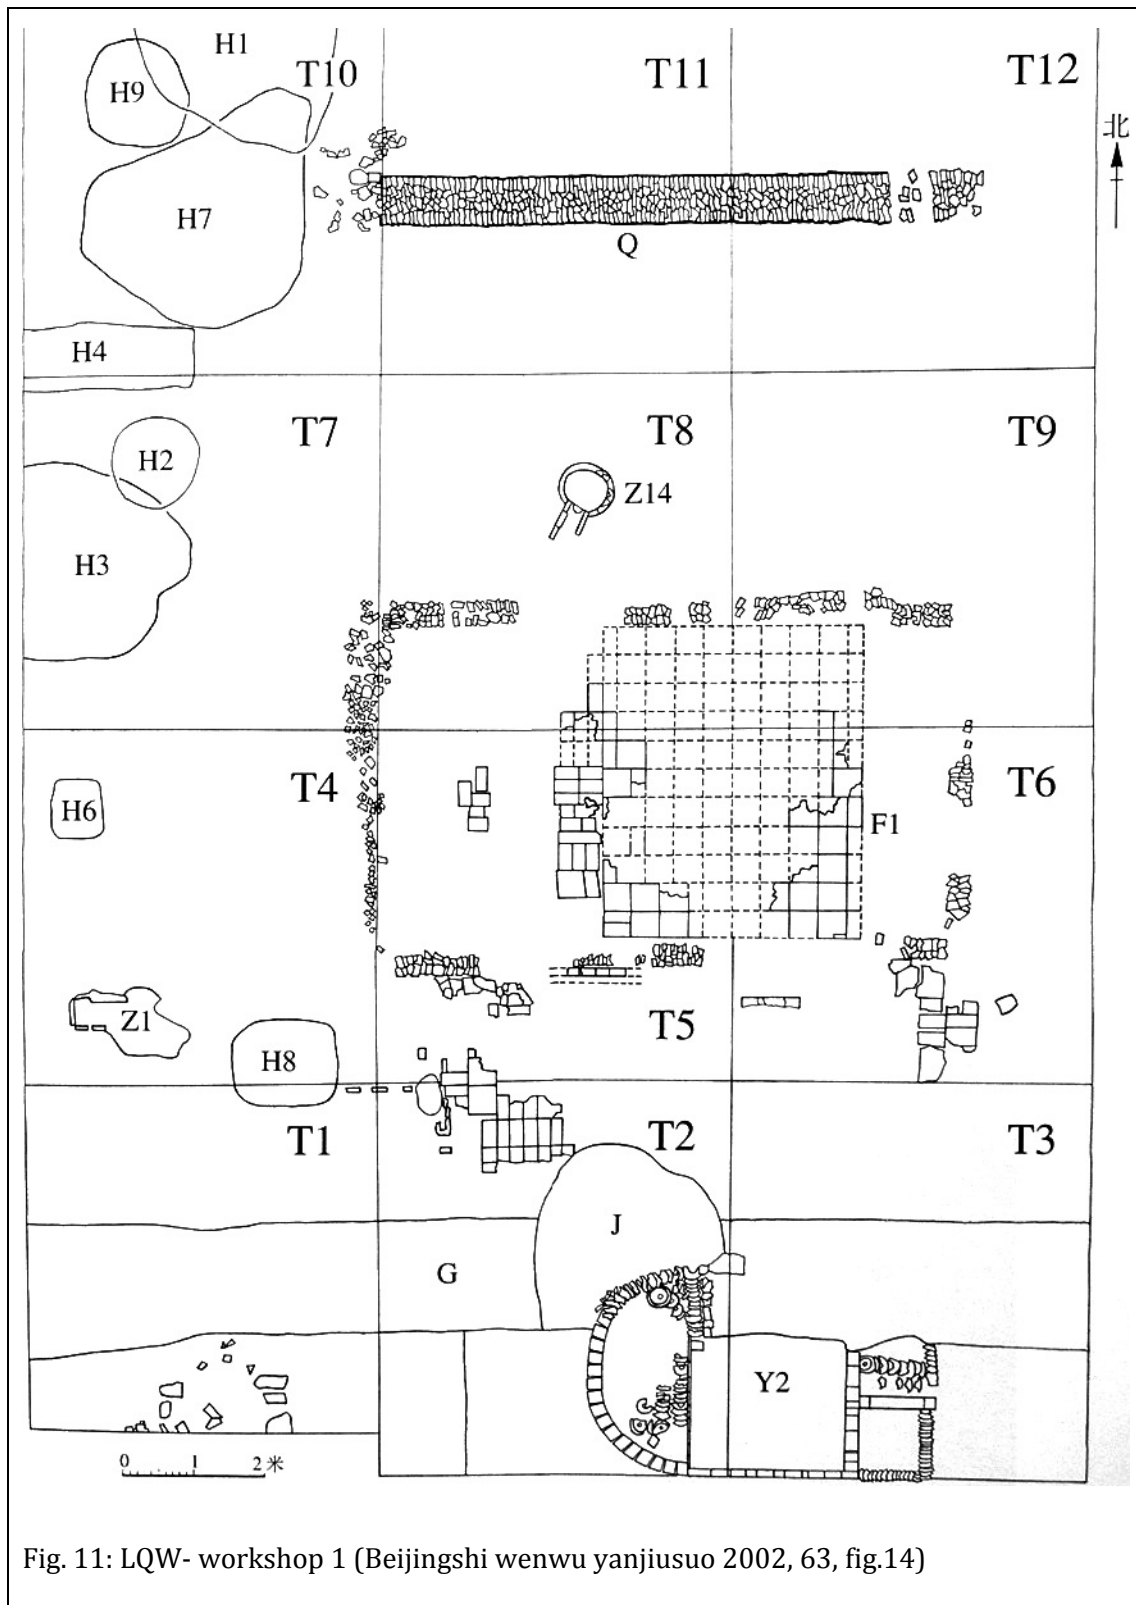 H1
T10
T11
T12
H9
北
H7
Q
H4
T7
T8
T9
H2
Z14
H3
T4
T6
H6
F1
Z1
T5
H8
T1
T2
T3
J
G
Y2
0 1 2米
Fig. 11: LQW- workshop 1 (Beijingshi wenwu yanjiusuo 2002, 63, fig.14)